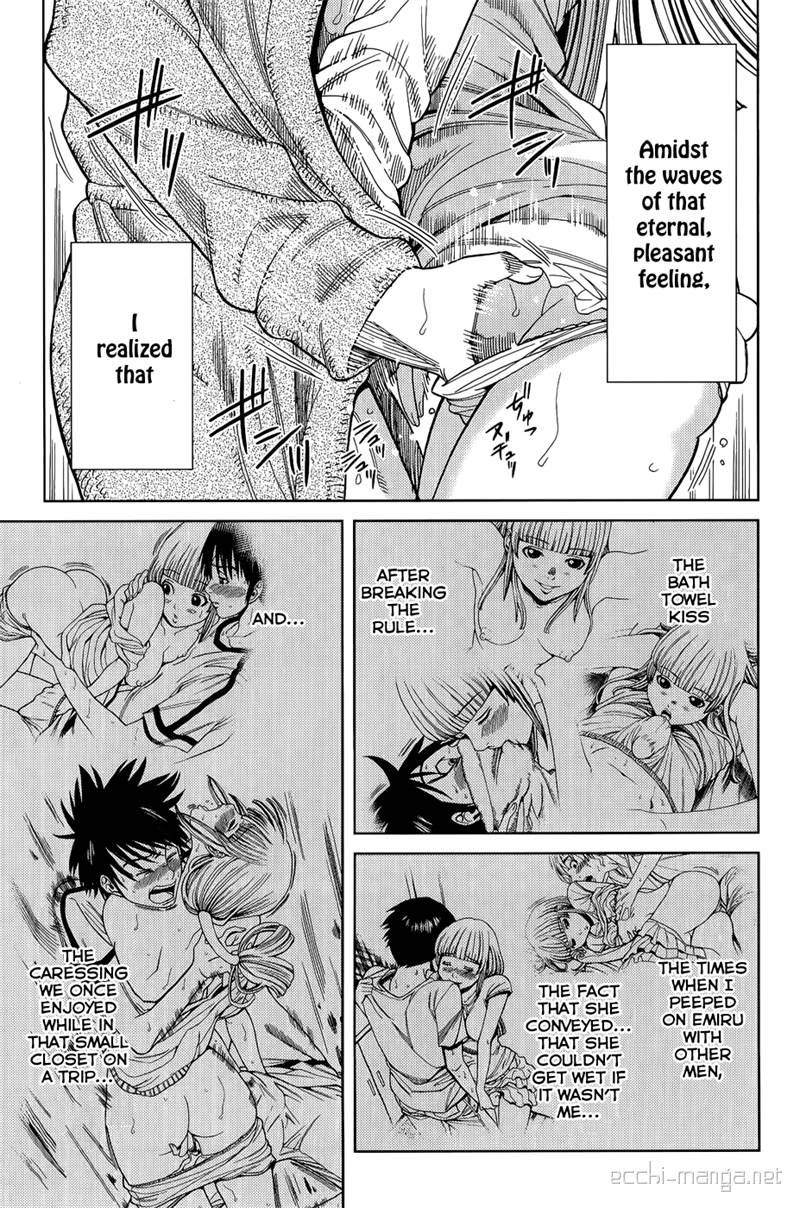 Amidst
the waves
of that
eternal,
pleasant
feeling,
I
realized
that
THE
BATH
TOWEL
KISS
AFTER
BREAKING
THE
RULE...
THE TIMES
WHEN I
PEEPED
ON EMIRU
WITH
OTHER
MEN,
THE FACT
THAT SHE
CONVEYED...
THAT SHE
COULDN'T
GET WET IF
IT WASN'T
ME...
AND...
THE
CARESSING
WE ONCE
ENJOYED
WHILE IN
THAT SMALL
CLOSET ON
A TRIP...
ecchi-manga.net